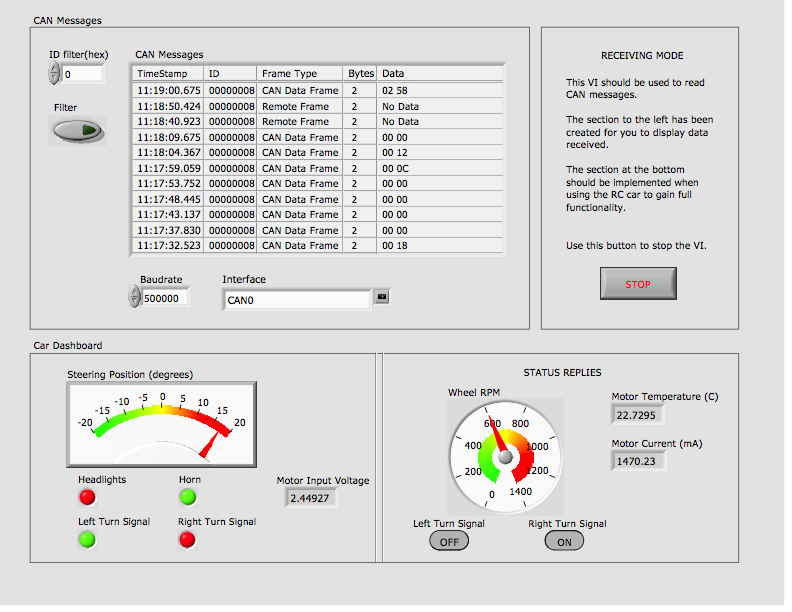 CAN Messages
ID filter(hex)
0
Filter
CAN Messages
TimeStamp ID Frame Type Bytes Data
11:19:00.675 00000008 CAN Data Frame 2 02 58
11:18:50.424 00000008 Remote Frame 2 No Data
11:18:40.923 00000008 Remote Frame 2 No Data
11:18:09.675 00000008 CAN Data Frame 2 00 00
11:18:04.367 00000008 CAN Data Frame 2 00 12
11:17:59.059 00000008 CAN Data Frame 2 00 0C
11:17:53.752 00000008 CAN Data Frame 2 00 00
11:17:48.445 00000008 CAN Data Frame 2 00 00
11:17:43.137 00000008 CAN Data Frame 2 00 00
11:17:37.830 00000008 CAN Data Frame 2 00 00
11:17:32.523 00000008 CAN Data Frame 2 00 18
Baudrate
500000
Interface
CAN0
RECEIVING MODE
This VI should be used to read
CAN messages.
The section to the left has been
created for you to display data
received.
The section at the bottom
should be implemented when
using the RC car to gain full
functionality.
Use this button to stop the VI.
STOP
Car Dashboard
Steering Position (degrees)
-20 -15 -10 -5 0 5 10 15 20
Headlights
Horn
Left Turn Signal
Right Turn Signal
Motor Input Voltage
2.44927
STATUS REPLIES
Wheel RPM
0 200 400 600 800 1000 1200 1400
Motor Temperature (C)
22.7295
Motor Current (mA)
1470.23
Left Turn Signal
OFF
Right Turn Signal
ON